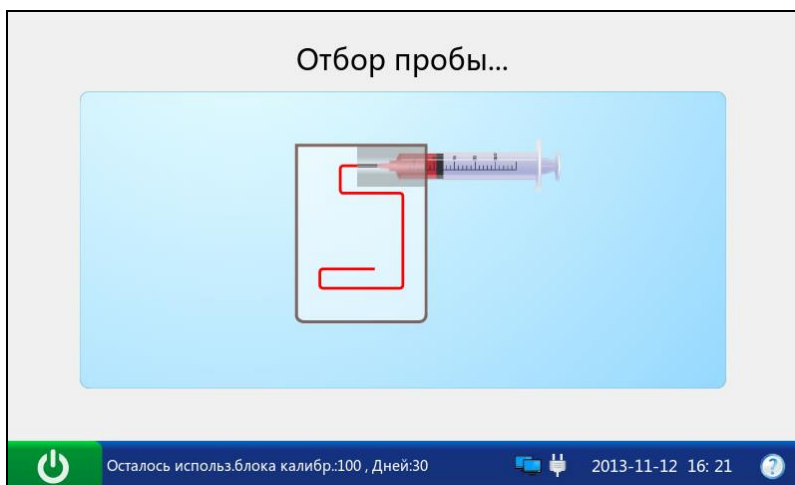 Отбор пробы...
Осталось использ.блока калибр.:100 , Дней:30 2013-11-12 16: 21